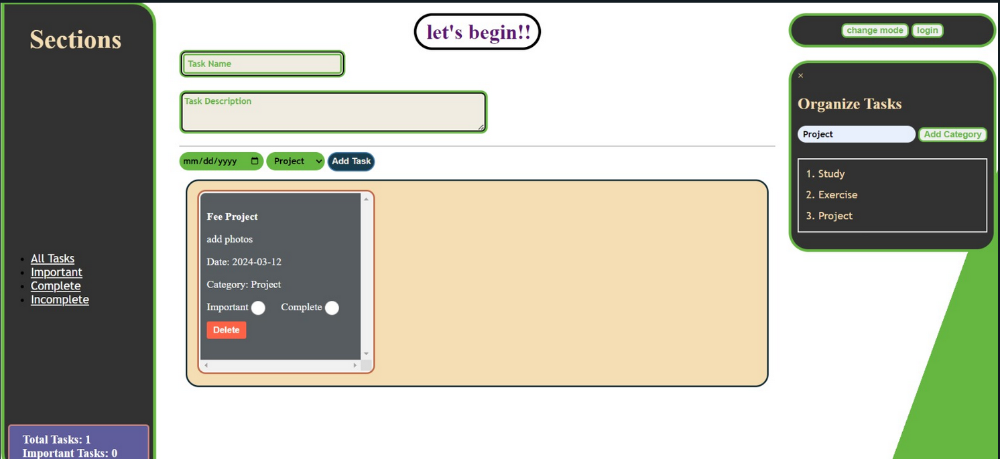 Sections
All Tasks
Important
Complete
Incomplete
Total Tasks: 1
Important Tasks: 0
let's begin!!
Task Name
Task Description
mm/dd/yyyy
Project
Add Task
Fee Project
add photos
Date: 2024-03-12
Category: Project
Important Complete
Delete
change mode login
×
Organize Tasks
Project Add Category
1. Study
2. Exercise
3. Project